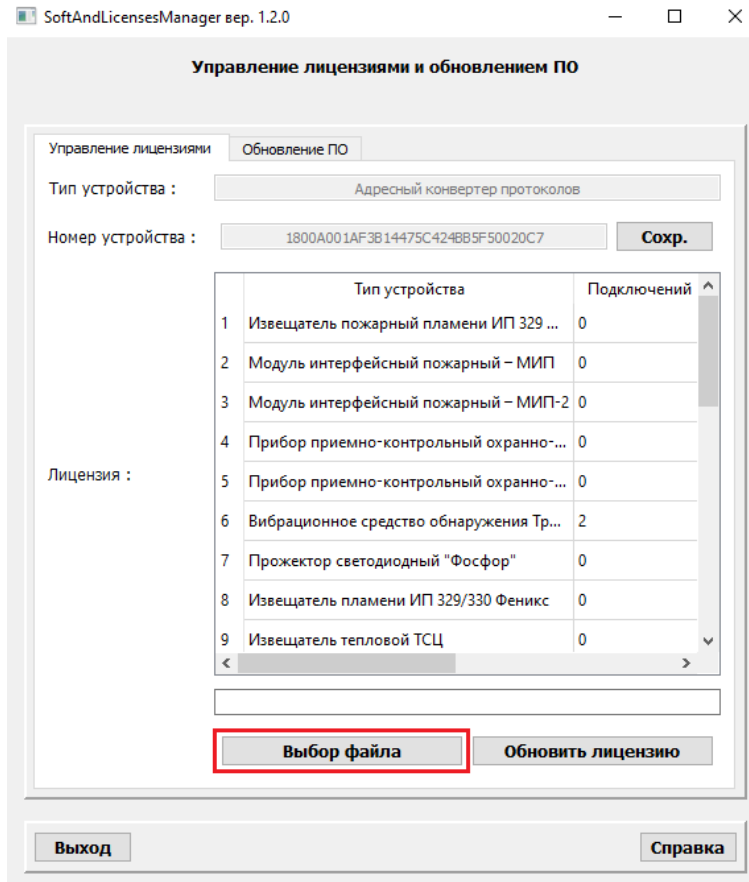 SoftAndLicensesManager вер. 1.2.0
Управление лицензиями и обновлением ПО
Управление лицензиями Обновление ПО
Тип устройства : Адресный конвертер протоколов
Номер устройства : 1800A001AF3B14475C424BB5F50020C7 Сохр.
Тип устройства Подключений
1 Извещатель пожарный пламени ИП 329 ... 0
2 Модуль интерфейсный пожарный – МИП 0
3 Модуль интерфейсный пожарный – МИП-2 0
4 Прибор приемно-контрольный охранно-... 0
Лицензия :
5 Прибор приемно-контрольный охранно-... 0
6 Вибрационное средство обнаружения Тр... 2
7 Прожектор светодиодный "Фосфор" 0
8 Извещатель пламени ИП 329/330 Феникс 0
9 Извещатель тепловой ТСЦ 0
Выбор файла Обновить лицензию
Выход Справка